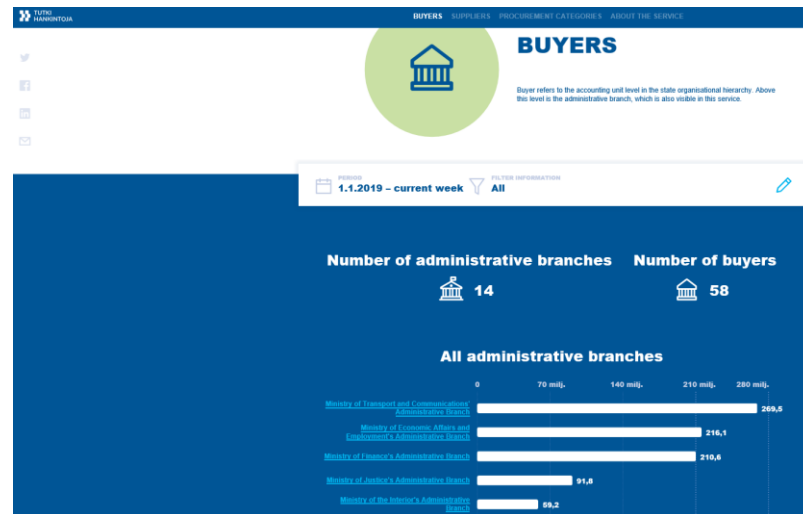 TUTKI
HANKINTOJA
BUYERS SUPPLIERS PROCUREMENT CATEGORIES ABOUT THE SERVICE
BUYERS
Buyer refers to the accounting unit level in the state organisational hierarchy. Above
this level is the administrative branch, which is also visible in this service.
PERIOD
1.1.2019 – current week
FILTER INFORMATION
All
Number of administrative branches
14
Number of buyers
58
All administrative branches
0 70 milj. 140 milj. 210 milj. 280 milj.
Ministry of Transport and Communications'
Administrative Branch
269,5
Ministry of Economic Affairs and
Employment's Administrative Branch
216,1
Ministry of Finance's Administrative Branch
210,6
Ministry of Justice's Administrative Branch
91,8
Ministry of the Interior's Administrative
Branch
59,2